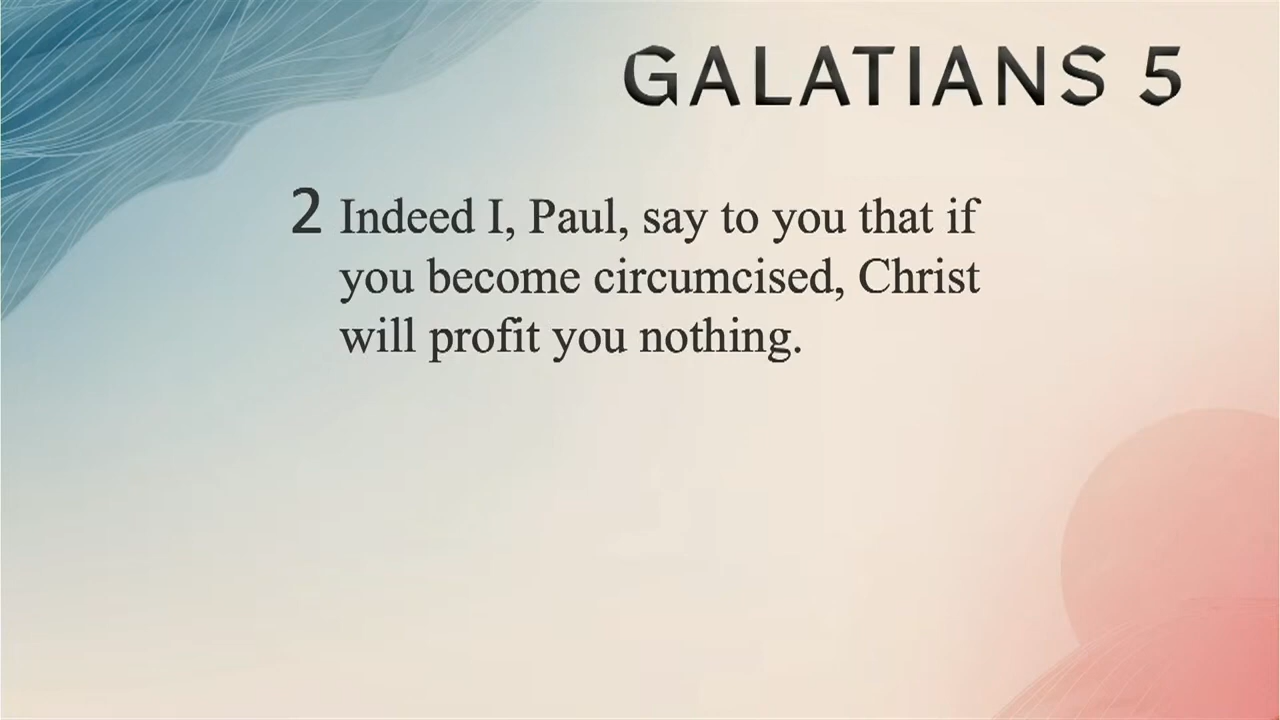 GALATIANS 5
2 Indeed I, Paul, say to you that if
you become circumcised, Christ
will profit you nothing.